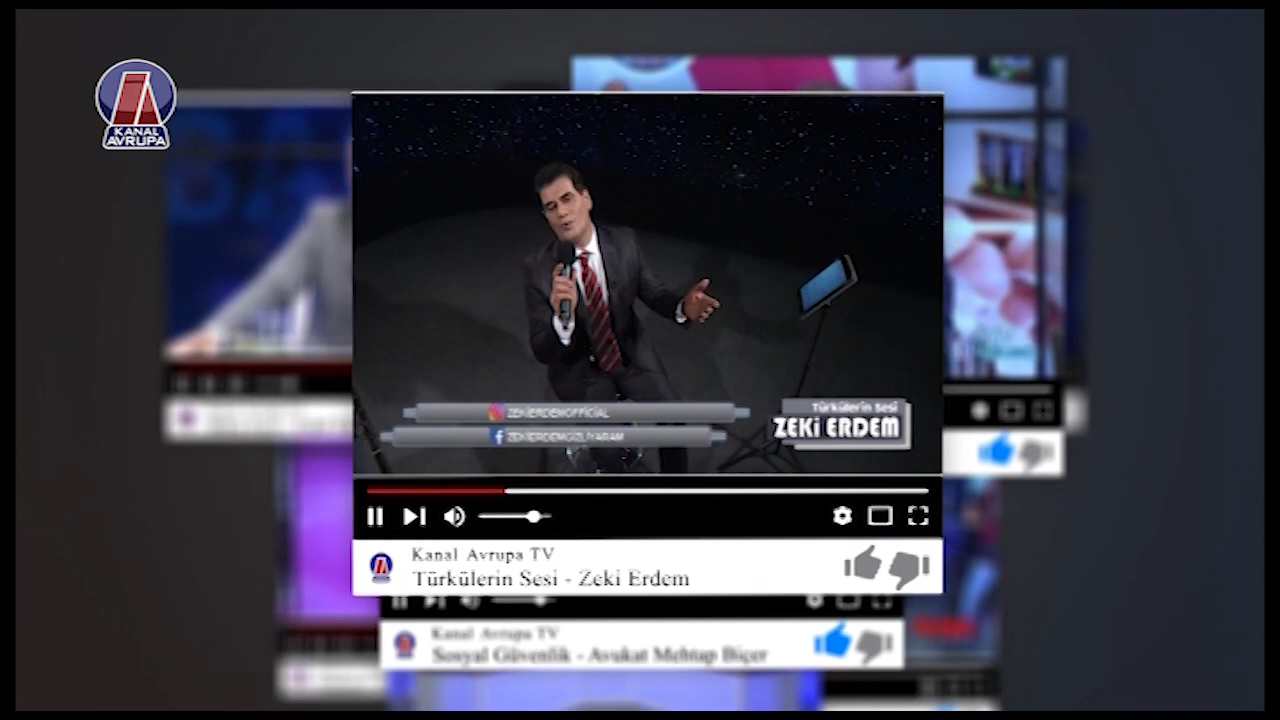 KANAL
AVRUPA
ZEKIERDEMOFFICIAL
ZEKIERDEMGIZLIYARAM
Türkülerin Sesi
ZEKİ ERDEM
Kanal Avrupa TV
Türkülerin Sesi - Zeki Erdem
Kanal Avrupa TV
Sosyal Güvenlik - Avukat Mehtap Biçer